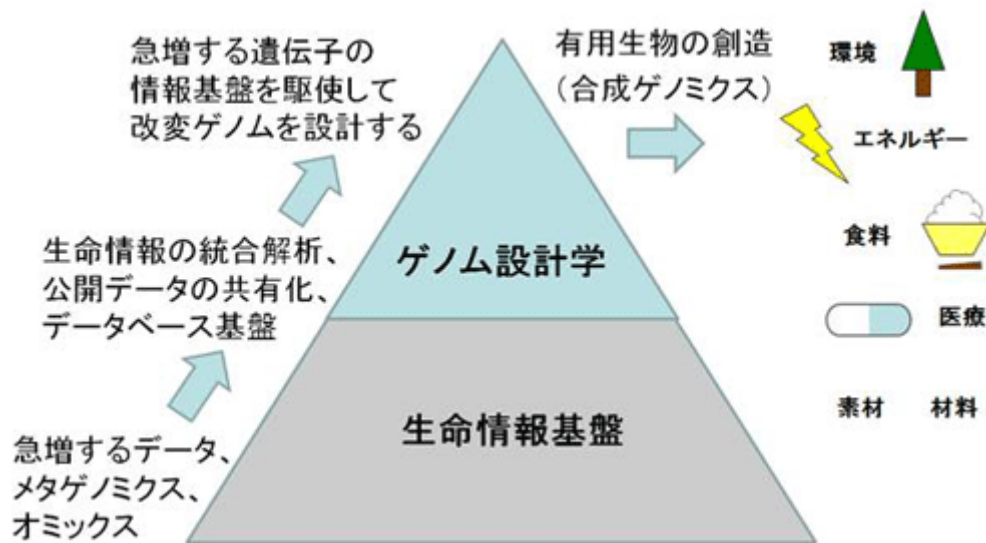 急増する遺伝子の
情報基盤を駆使して
改変ゲノムを設計する
有用生物の創造
(合成ゲノミクス)
環境
エネルギー
食料
医療
素材 材料
生命情報の統合解析、
公開データの共有化、
データベース基盤
ゲノム設計学
急増するデータ、
メタゲノミクス、
オミックス
生命情報基盤